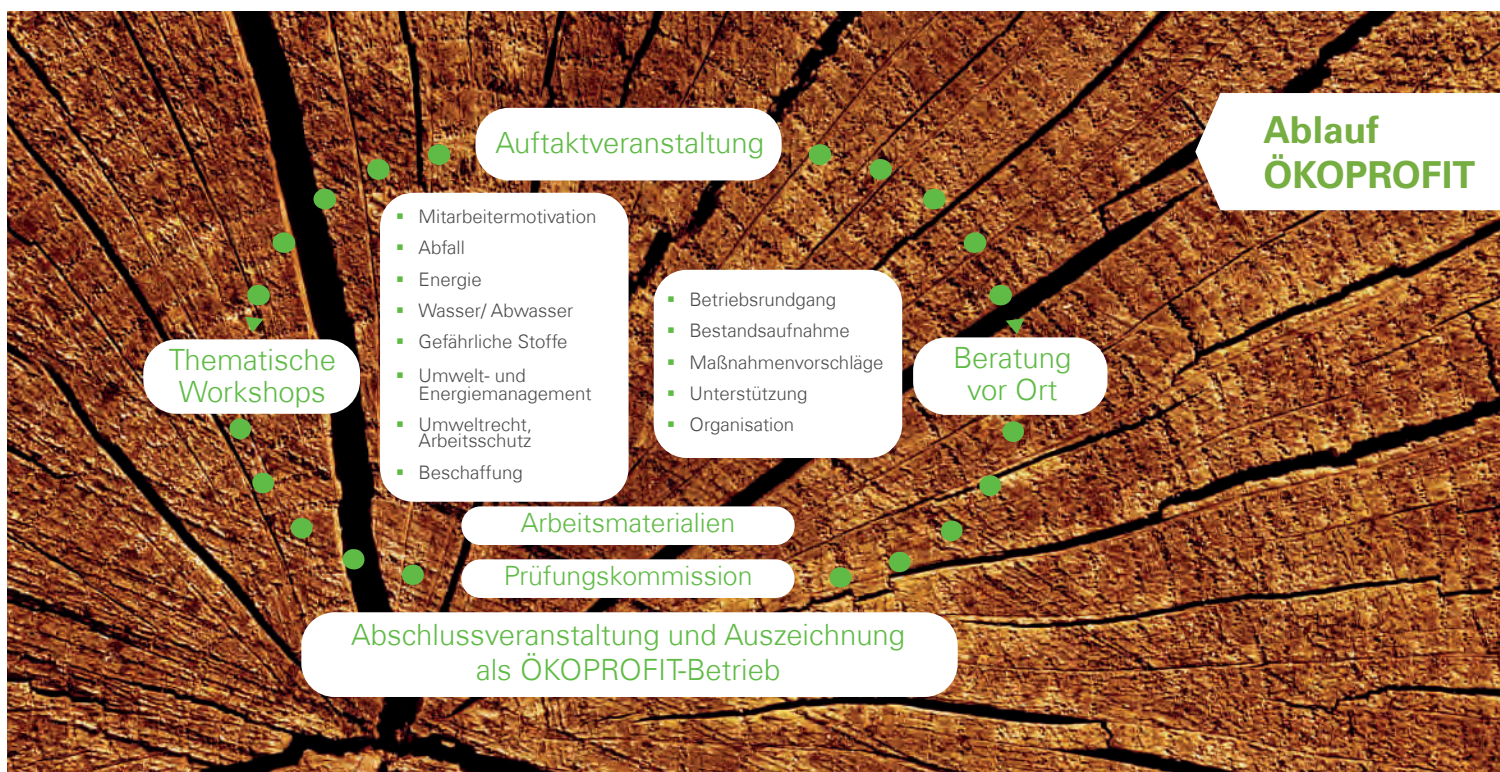 Ablauf
ÖKOPROFIT
Auftaktveranstaltung
Thematische
Workshops
▪ Mitarbeitermotivation
▪ Abfall
▪ Energie
▪ Wasser/ Abwasser
▪ Gefährliche Stoffe
▪ Umwelt- und
Energiemanagement
▪ Umweltrecht,
Arbeitsschutz
▪ Beschaffung
▪ Betriebsrundgang
▪ Bestandsaufnahme
▪ Maßnahmenvorschläge
▪ Unterstützung
▪ Organisation
Beratung
vor Ort
Arbeitsmaterialien
Prüfungskommission
Abschlussveranstaltung und Auszeichnung
als ÖKOPROFIT-Betrieb